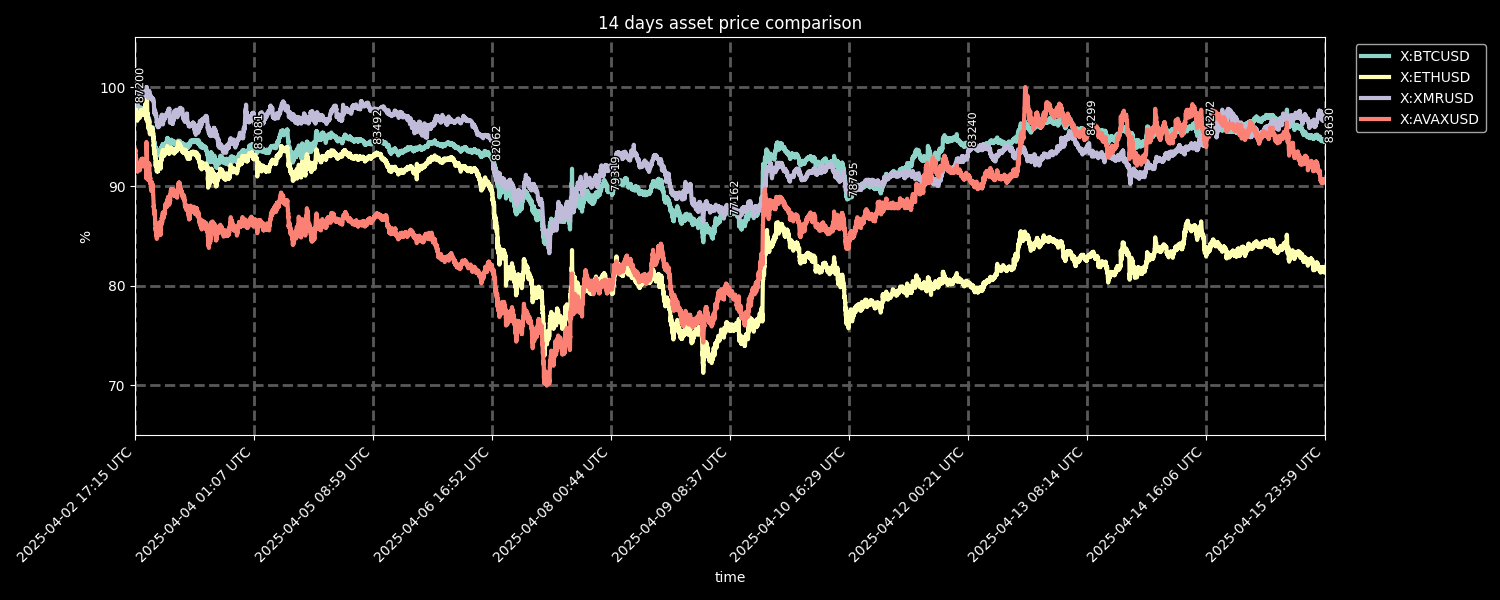 14 days asset price comparison
X:BTCUSD
X:ETHUSD
X:XMRUSD
X:AVAXUSD
%
100
90
80
70
87200
83081
83492
82062
79319
77162
78795
83240
84299
84272
83630
2025-04-02 17:15 UTC
2025-04-04 01:07 UTC
2025-04-05 08:59 UTC
2025-04-06 16:52 UTC
2025-04-08 00:44 UTC
2025-04-09 08:37 UTC
2025-04-10 16:29 UTC
2025-04-12 00:21 UTC
2025-04-13 08:14 UTC
2025-04-14 16:06 UTC
2025-04-15 23:59 UTC
time